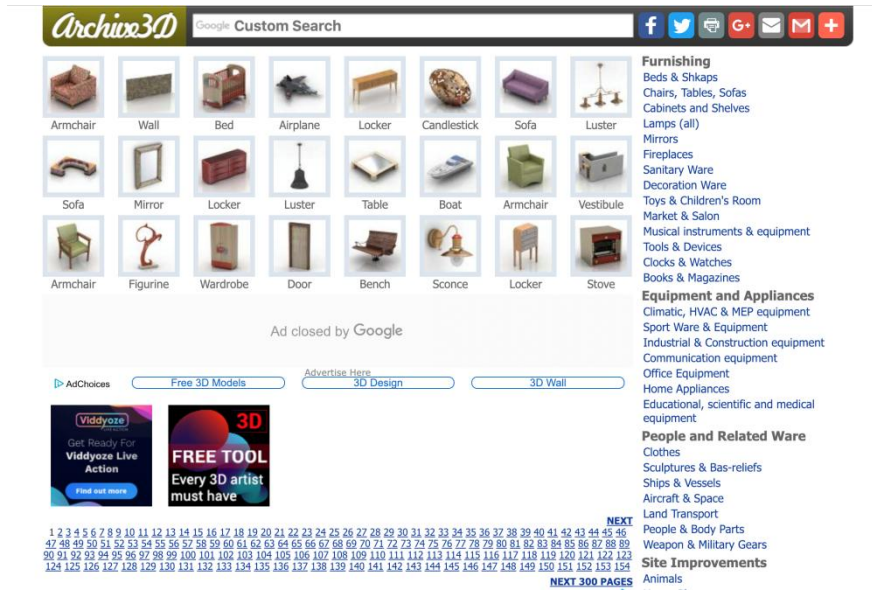 Archive3D
Google Custom Search
Armchair Wall Bed Airplane Locker Candlestick Sofa Luster
Sofa Mirror Locker Luster Table Boat Armchair Vestibule
Armchair Figurine Wardrobe Door Bench Sconce Locker Stove
Ad closed by Google
Advertise Here
AdChoices Free 3D Models 3D Design 3D Wall
Viddyoze
LIVE ACTION
Get Ready For
Viddyoze Live
Action
Find out more
3D
FREE TOOL
Every 3D artist
must have
NEXT
1 2 3 4 5 6 7 8 9 10 11 12 13 14 15 16 17 18 19 20 21 22 23 24 25 26 27 28 29 30 31 32 33 34 35 36 37 38 39 40 41 42 43 44 45 46
47 48 49 50 51 52 53 54 55 56 57 58 59 60 61 62 63 64 65 66 67 68 69 70 71 72 73 74 75 76 77 78 79 80 81 82 83 84 85 86 87 88 89
90 91 92 93 94 95 96 97 98 99 100 101 102 103 104 105 106 107 108 109 110 111 112 113 114 115 116 117 118 119 120 121 122 123
124 125 126 127 128 129 130 131 132 133 134 135 136 137 138 139 140 141 142 143 144 145 146 147 148 149 150 151 152 153 154
NEXT 300 PAGES
Furnishing
Beds & Shkaps
Chairs, Tables, Sofas
Cabinets and Shelves
Lamps (all)
Mirrors
Fireplaces
Sanitary Ware
Decoration Ware
Toys & Children's Room
Market & Salon
Musical instruments & equipment
Tools & Devices
Clocks & Watches
Books & Magazines
Equipment and Appliances
Climatic, HVAC & MEP equipment
Sport Ware & Equipment
Industrial & Construction equipment
Communication equipment
Office Equipment
Home Appliances
Educational, scientific and medical
equipment
People and Related Ware
Clothes
Sculptures & Bas-reliefs
Ships & Vessels
Aircraft & Space
Land Transport
People & Body Parts
Weapon & Military Gears
Site Improvements
Animals